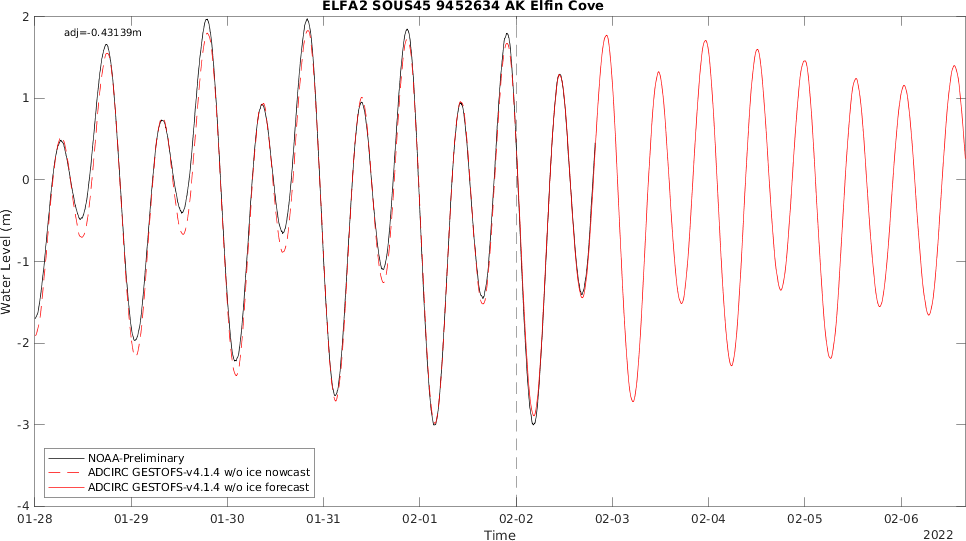 ELFA2 SOUS45 9452634 AK Elfin Cove
adj=-0.43139m
2
1
0
-1
-2
-3
-4
Water Level (m)
NOAA-Preliminary
ADCIRC GESTOFS-v4.1.4 w/o ice nowcast
ADCIRC GESTOFS-v4.1.4 w/o ice forecast
01-28 01-29 01-30 01-31 02-01 02-02 02-03 02-04 02-05 02-06
Time
2022